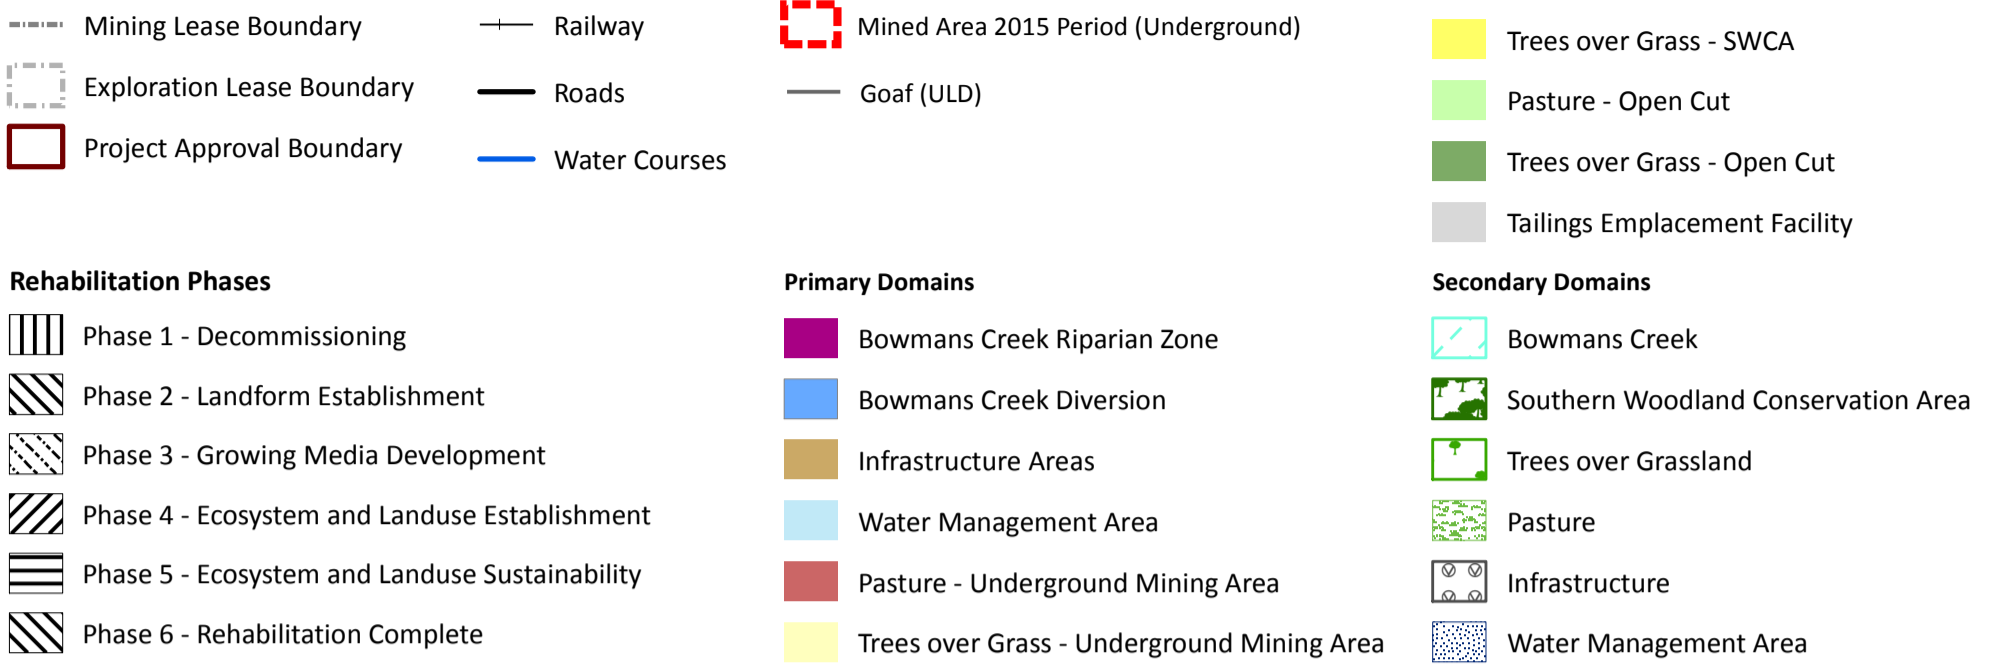 Mining Lease Boundary
Exploration Lease Boundary
Project Approval Boundary
Railway
Roads
Water Courses
Mined Area 2015 Period (Underground)
Goaf (ULD)
Trees over Grass - SWCA
Pasture - Open Cut
Trees over Grass - Open Cut
Tailings Emplacement Facility
Rehabilitation Phases
Phase 1 - Decommissioning
Phase 2 - Landform Establishment
Phase 3 - Growing Media Development
Phase 4 - Ecosystem and Landuse Establishment
Phase 5 - Ecosystem and Landuse Sustainability
Phase 6 - Rehabilitation Complete
Primary Domains
Bowmans Creek Riparian Zone
Bowmans Creek Diversion
Infrastructure Areas
Water Management Area
Pasture - Underground Mining Area
Trees over Grass - Underground Mining Area
Secondary Domains
Bowmans Creek
Southern Woodland Conservation Area
Trees over Grassland
Pasture
Infrastructure
Water Management Area